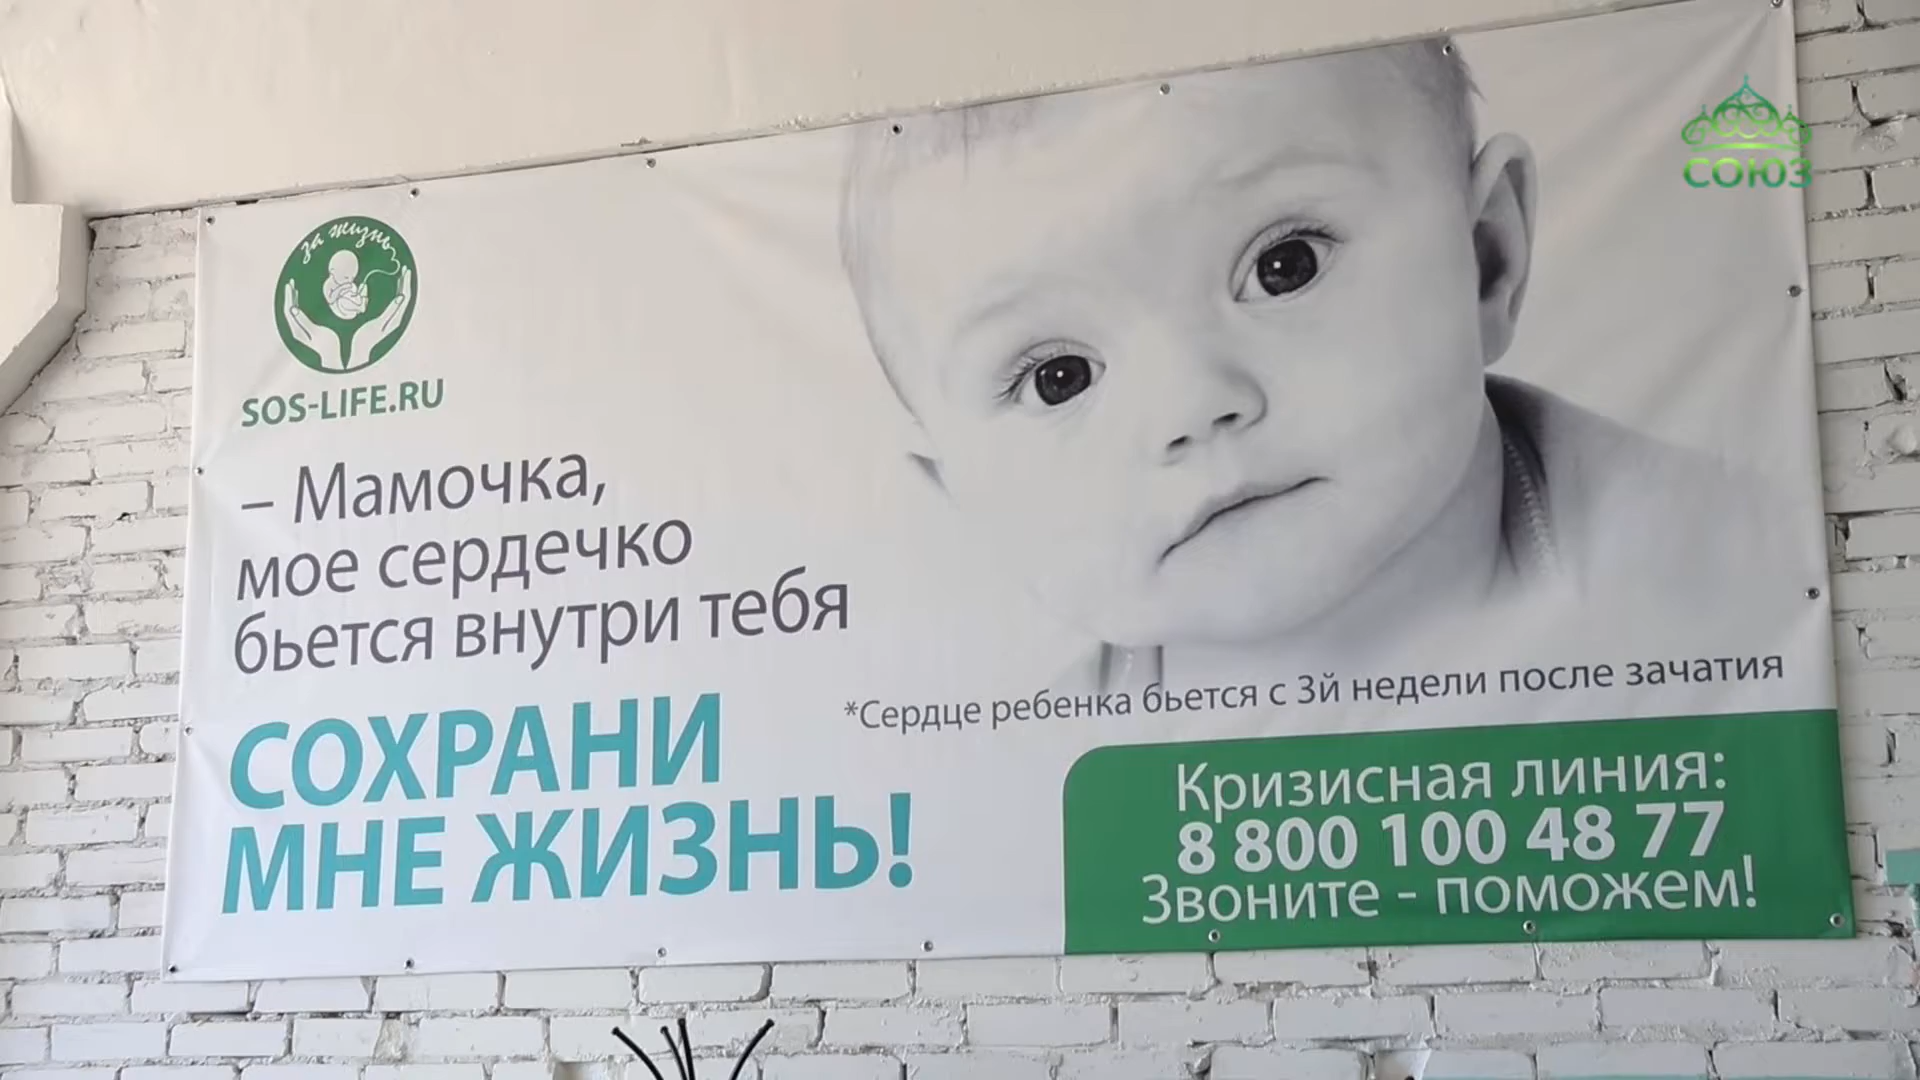 СОЮЗ
за жизнь
SOS-LIFE.RU
– Мамочка,
мое сердечко
бьется внутри тебя
СОХРАНИ
МНЕ ЖИЗНЬ!
*Сердце ребенка бьется с 3й недели после зачатия
Кризисная линия:
8 800 100 48 77
Звоните - поможем!